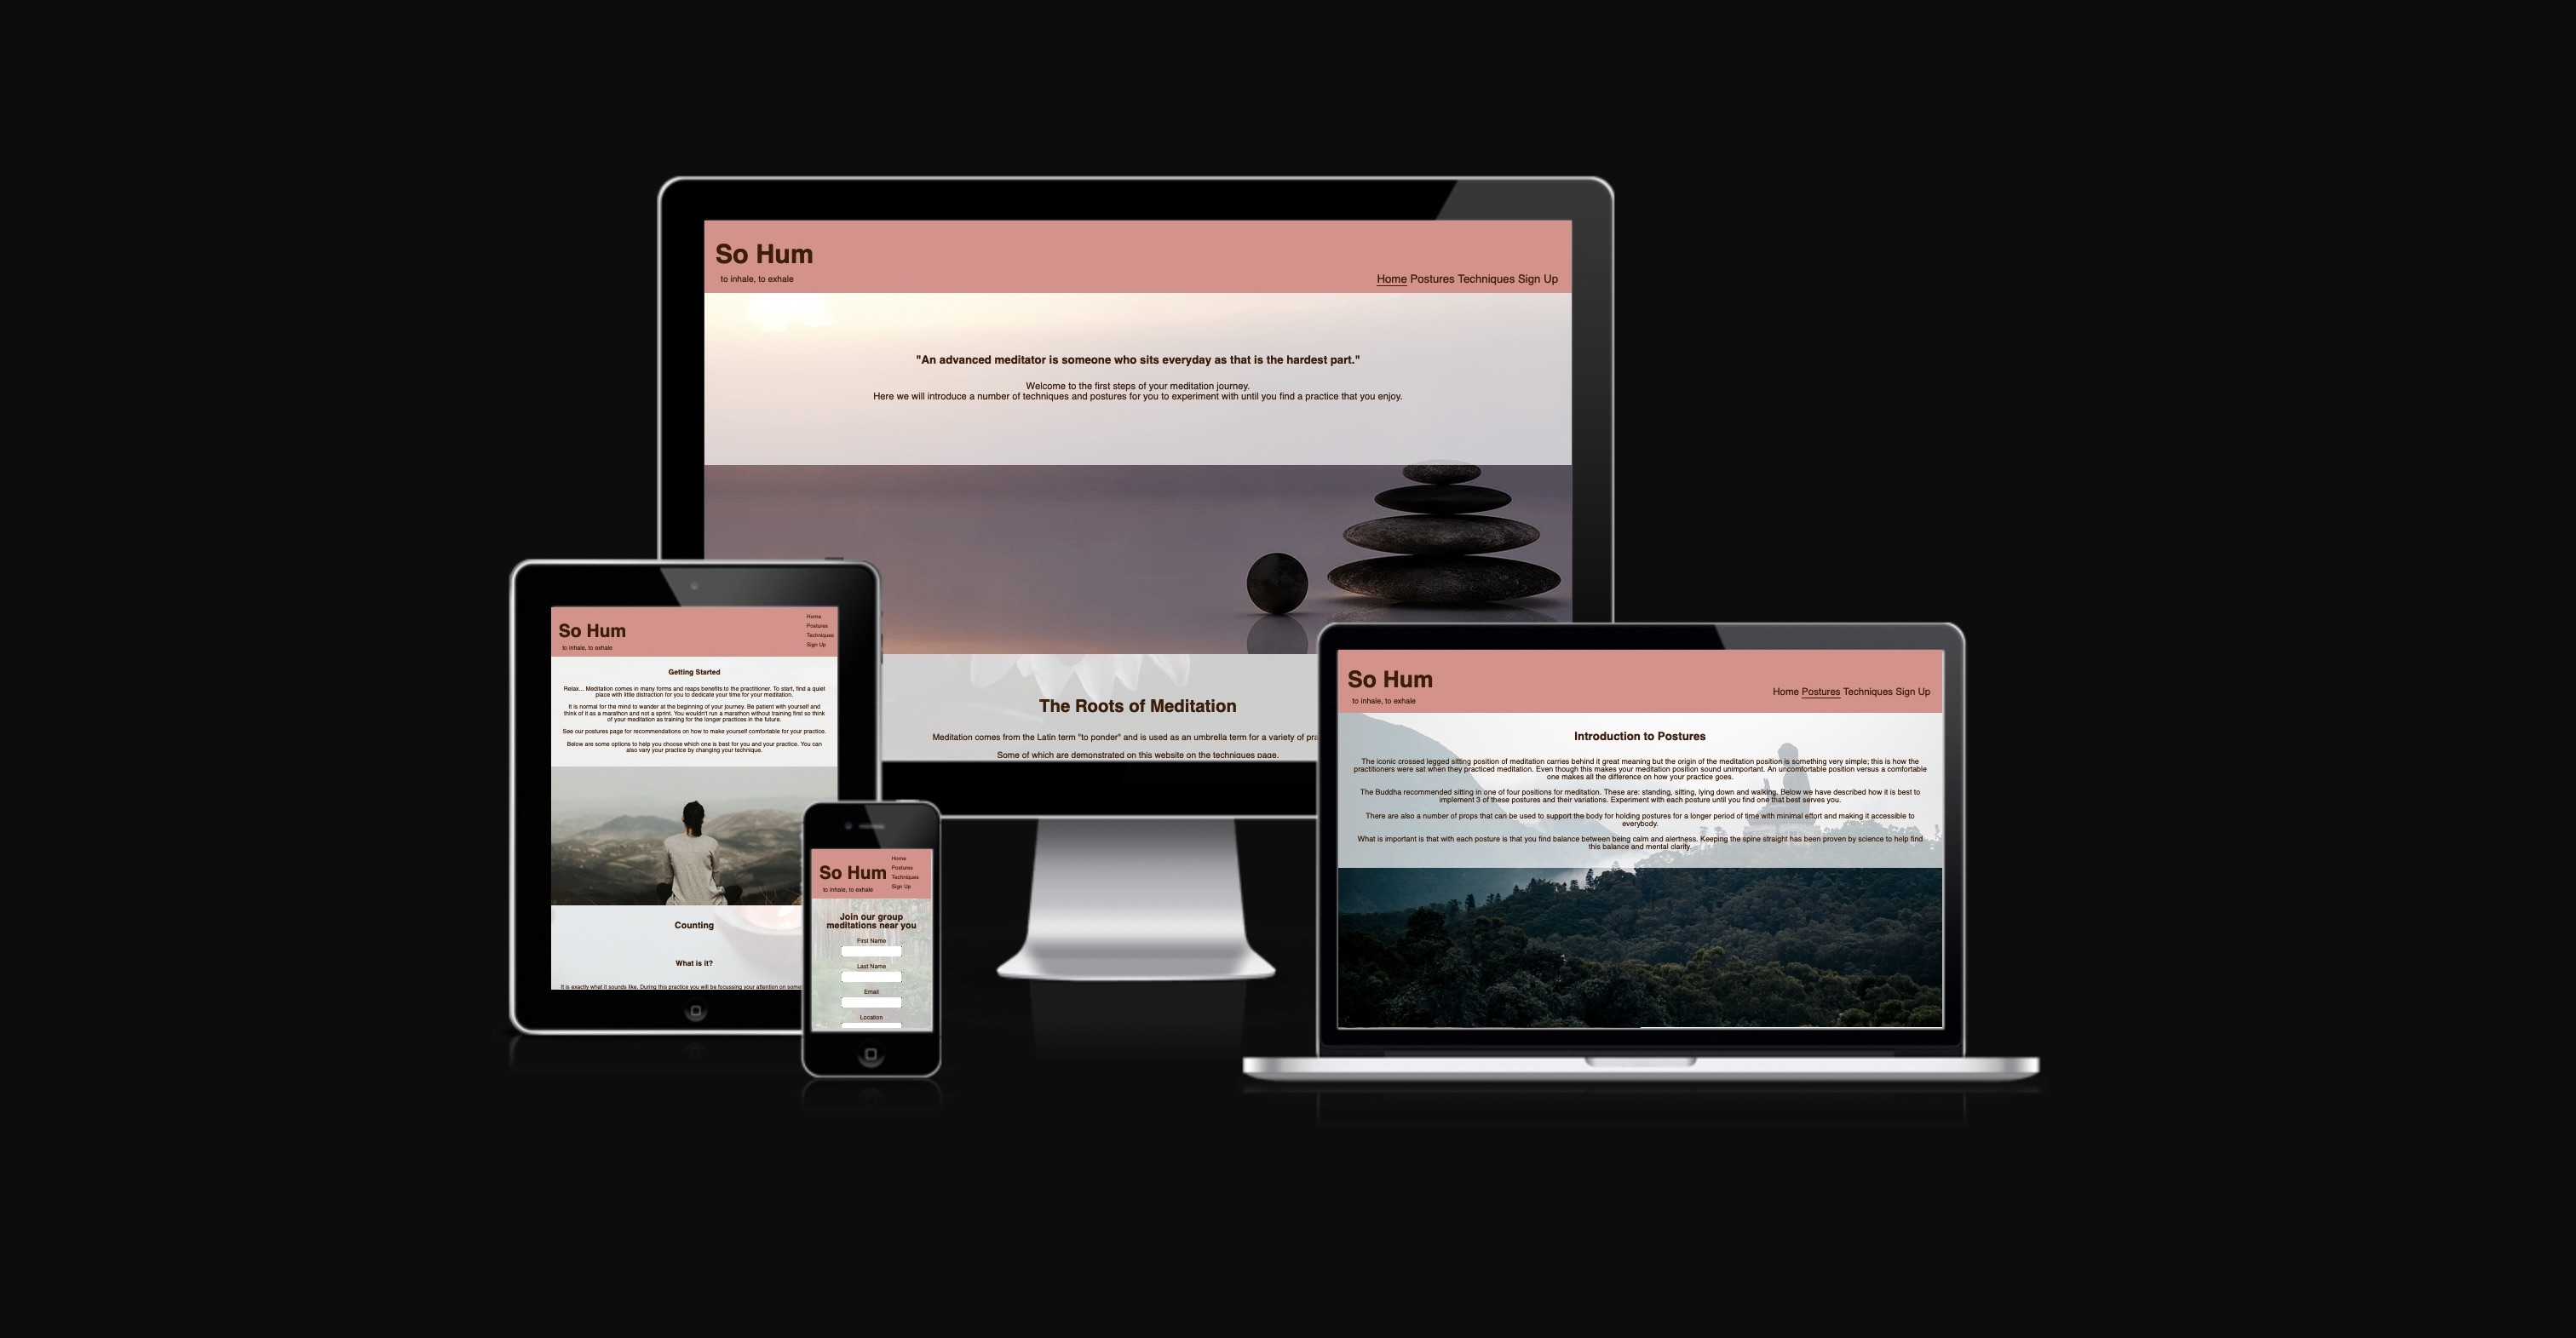 So Hum
to inhale, to exhale
Home Postures Techniques Sign Up
"An advanced meditator is someone who sits everyday as that is the hardest part."
Welcome to the first steps of your meditation journey.
Here we will introduce a number of techniques and postures for you to experiment with until you find a practice that you enjoy.
The Roots of Meditation
Meditation comes from the Latin term "to ponder" and is used as an umbrella term for a variety of
Some of which are demonstrated on this website on the techniques page.
So Hum
to inhale, to exhale
Home
Postures
Techniques
Sign Up
Getting Started
Relax... Meditation comes in many forms and reaps benefits to the practitioner. To start, find a quiet
place with little distraction for you to dedicate your time for your meditation.
It is normal for the mind to wander at the beginning of your journey. Be patient with yourself and
think of it as a marathon and not a sprint. You wouldn't run a marathon without training first so think
of your meditation as training for the longer practices in the future.
See our postures page for recommendations on how to make yourself comfortable for your practice.
Below are some options to help you choose which one is best for you and your practice. You can
also vary your practice by changing your technique.
Counting
What is it?
It is exactly what it sounds like. During this practice you will be focussing your attention on
So Hum
to inhale, to exhale
Home
Postures
Techniques
Sign Up
Join our group
meditations near you
First Name
Last Name
Email
Location
So Hum
to inhale, to exhale
Home Postures Techniques Sign Up
Introduction to Postures
The iconic crossed legged sitting position of meditation carries behind it great meaning but the origin of the meditation position is something very simple; this is how the
practitioners were sat when they practiced meditation. Even though this makes your meditation position sound unimportant. An uncomfortable position versus a comfortable
one makes all the difference on how your practice goes.
The Buddha recommended sitting in one of four positions for meditation. These are: standing, sitting, lying down and walking. Below we have described how it is best to
implement 3 of these postures and their variations. Experiment with each posture until you find one that best serves you.
There are also a number of props that can be used to support the body for holding postures for a longer period of time with minimal effort and making it accessible to
everybody.
What is important is that with each posture is that you find balance between being calm and alertness. Keeping the spine straight has been proven by science to help find
this balance and mental clarity.